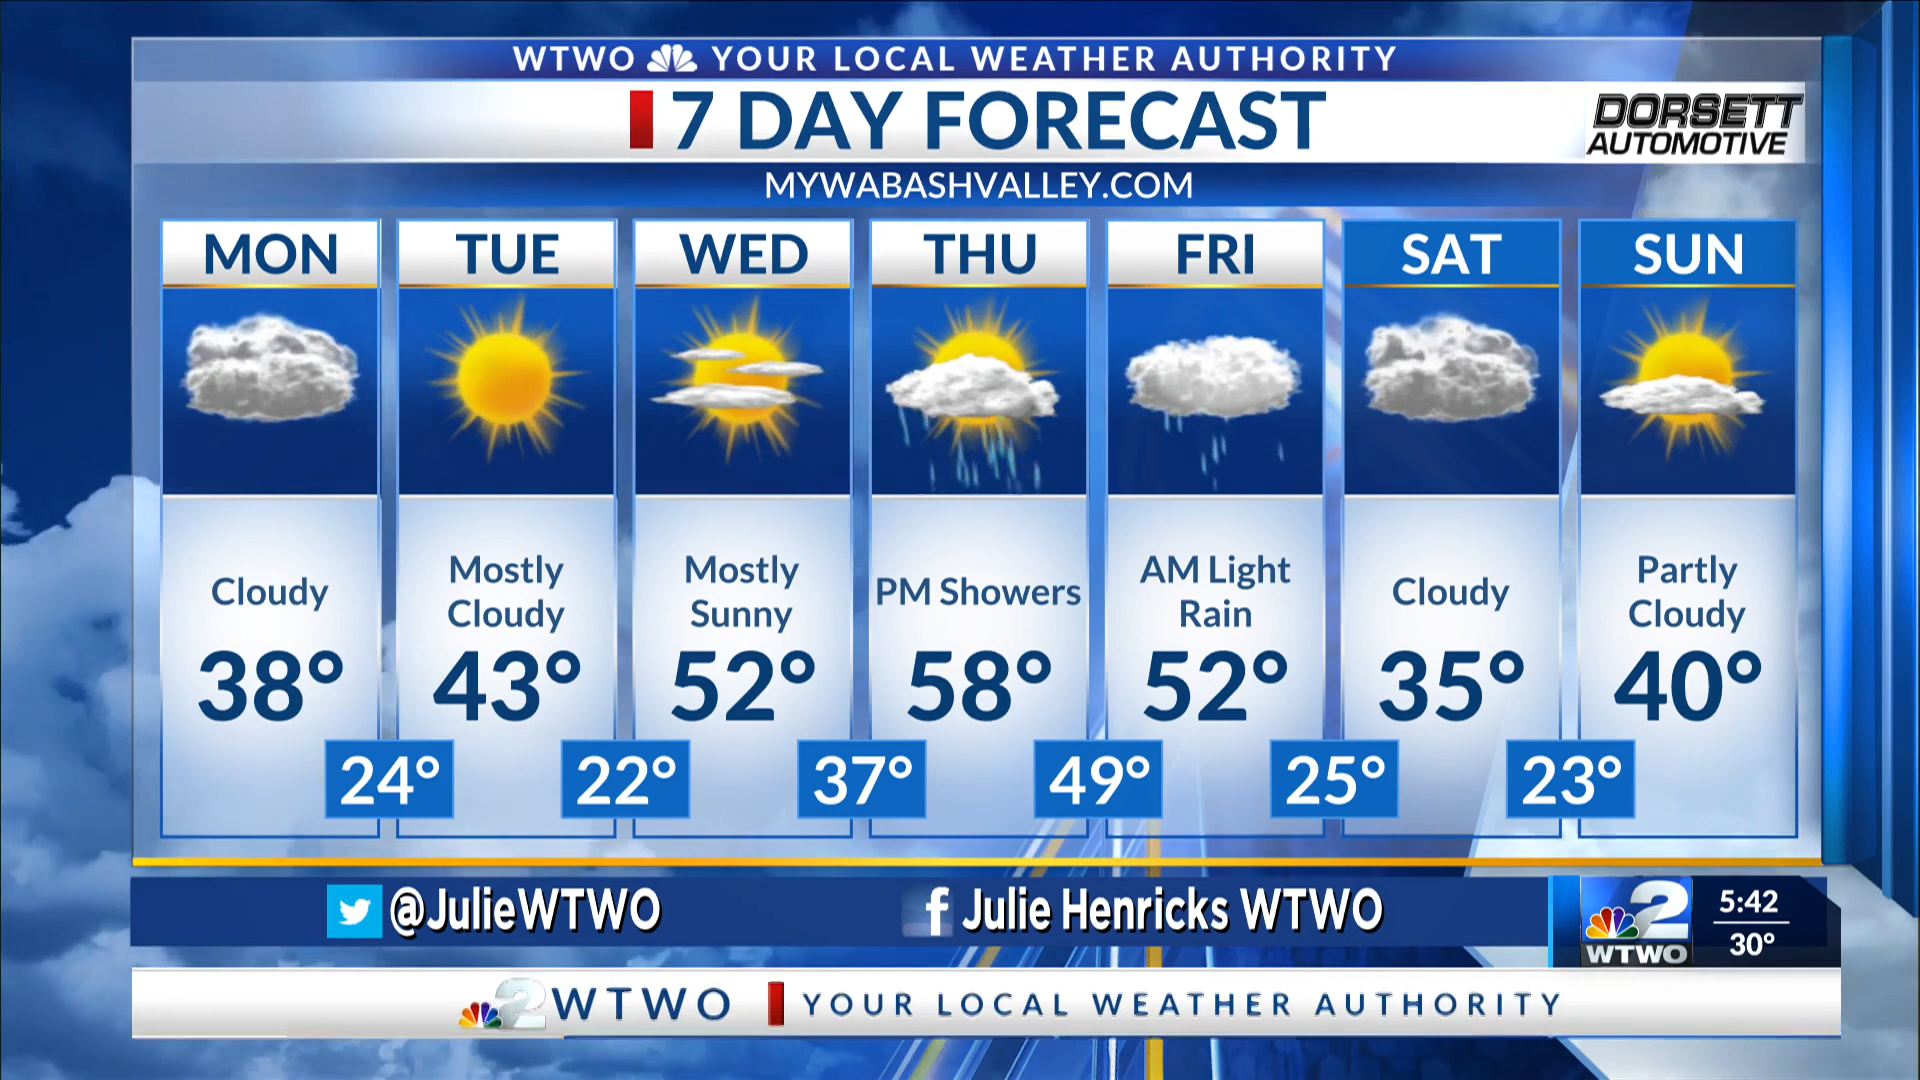 WTWO YOUR LOCAL WEATHER AUTHORITY
7 DAY FORECAST
DORSETT
AUTOMOTIVE
MYWABASHVALLEY.COM
MON TUE WED THU FRI SAT SUN
Cloudy
Mostly
Cloudy
Mostly
Sunny
PM Showers
AM Light
Rain
Cloudy
Partly
Cloudy
38° 43° 52° 58° 52° 35° 40°
24° 22° 37° 49° 25° 23°
@JulieWTWO
f Julie Henricks WTWO
2
WTWO
5:42
30°
2 WTWO YOUR LOCAL WEATHER AUTHORITY